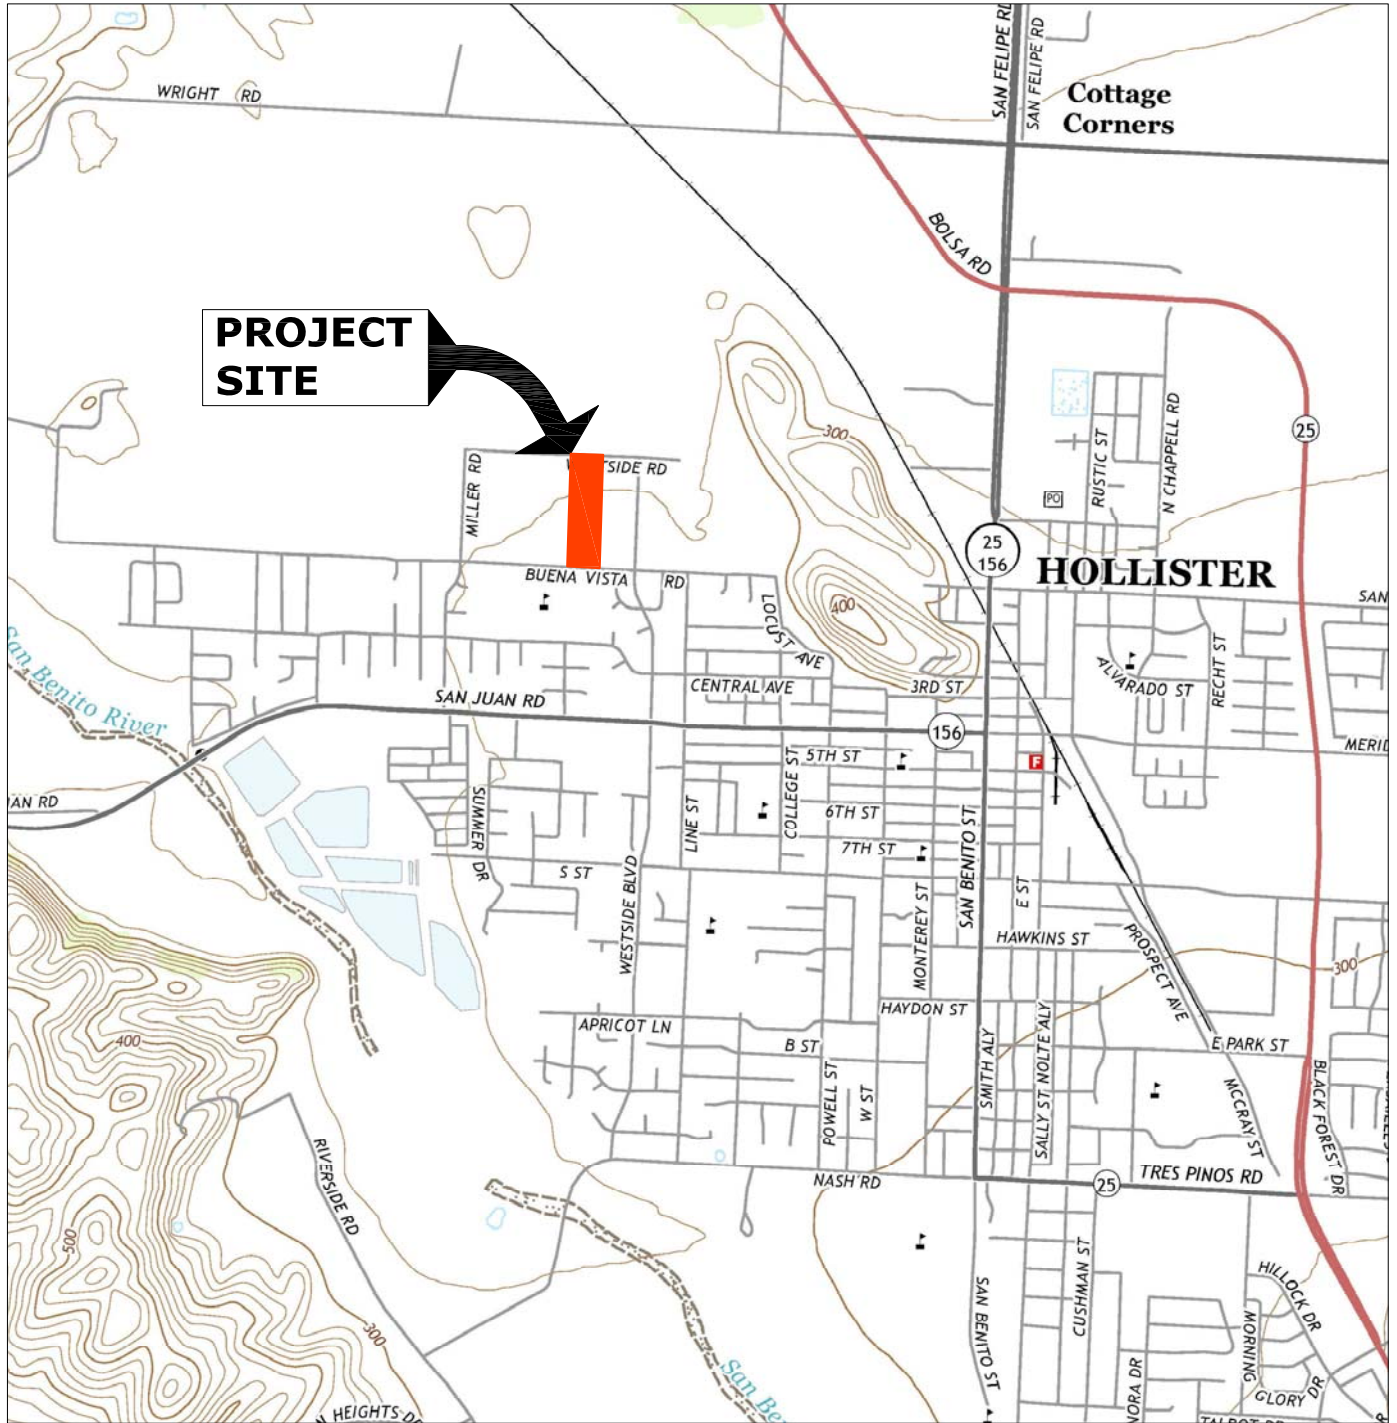 SAN FELIPE RD
SAN FELIPE RD
WRIGHT RD
Cottage
Corners
BOLSA RD
PROJECT
SITE
300
25
N CHAPPELL RD
RUSTIC ST
MILLER RD
TSIDE RD
PO
25
156
HOLLISTER
BUENA VISTA RD
SAN
LOCUST AVE
400
San Benito River
ALVARADO ST
RECHT ST
CENTRAL AVE
3RD ST
SAN JUAN RD
156
MERID
5TH ST
F
COLLEGE ST
LINE ST
SUMMER DR
6TH ST
7TH ST
SAN BENITO ST
S ST
WESTSIDE BLVD
MONTEREY ST
E ST
HAWKINS ST
PROSPECT AVE
300
HAYDON ST
APRICOT LN
B ST
400
E PARK ST
SMITH ALY
SALLY ST
NOLTE ALY
POWELL ST
W ST
MCCRAY ST
BLACK FOREST DR
RIVERSIDE RD
NASH RD
25
TRES PINOS RD
500
300
CUSHMAN ST
HILLOCK DR
SAN BENITO ST
MORNING
GLORY DR
San Be
NORA DR
HEIGHTS DR